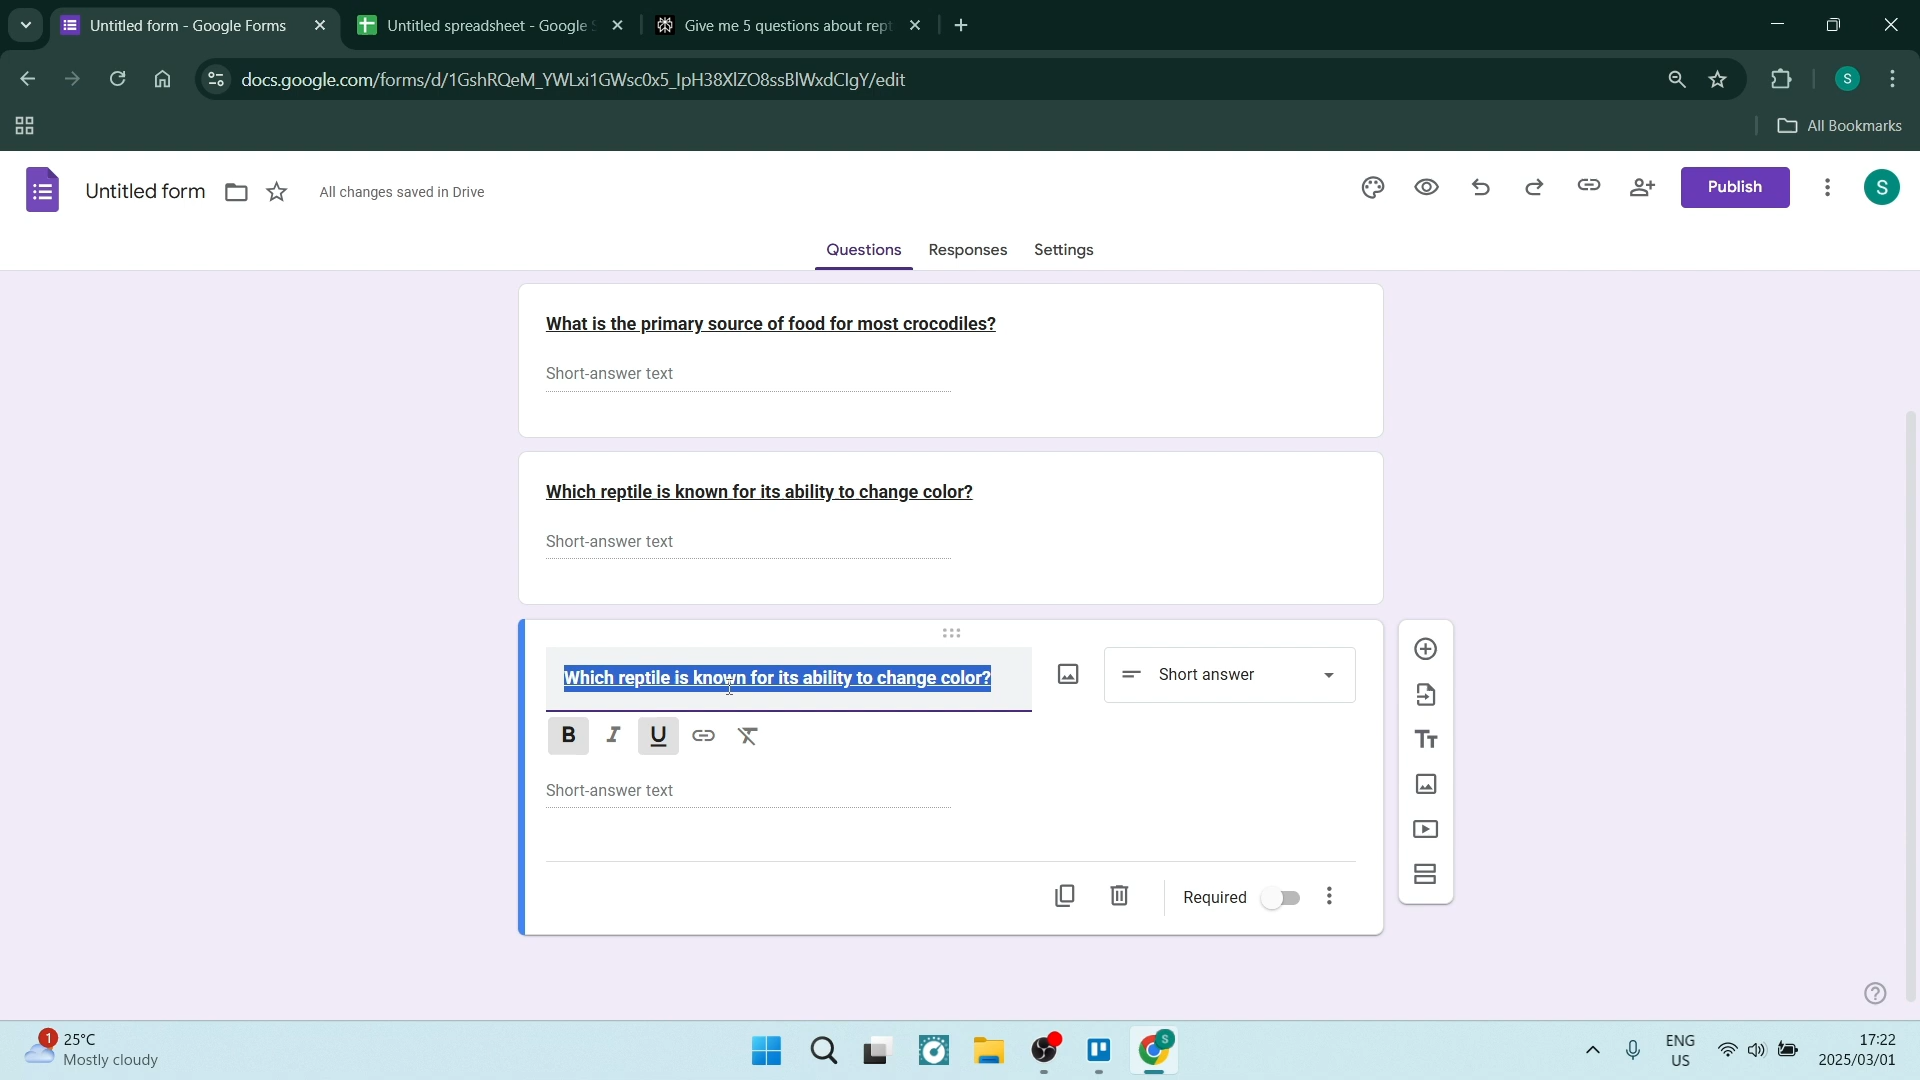 Untitled form - Google Forms
Untitled spreadsheet - Google S
Give me 5 questions about rept
docs.google.com/forms/d/1GshRQeM_YWLxi1GWsc0x5_IpH38XlZO8ssBlWxdCIgY/edit
S
All Bookmarks
Untitled form
All changes saved in Drive
Publish
S
Questions
Responses
Settings
What is the primary source of food for most crocodiles?
Short-answer text
Which reptile is known for its ability to change color?
Short-answer text
Which reptile is known for its ability to change color?
Short answer
B
I
U
Tt
Short-answer text
Required
1
25°C
Mostly cloudy
S
ENG
US
17:22
2025/03/01